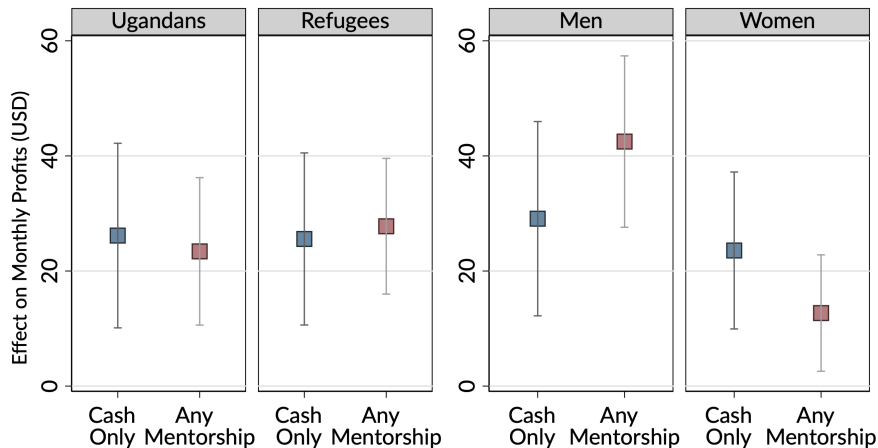 Ugandans
Refugees
Men
Women
Effect on Monthly Profits (USD)
60
40
20
0
60
40
20
0
Cash Only
Any Mentorship
Cash Only
Any Mentorship
Cash Only
Any Mentorship
Cash Only
Any Mentorship